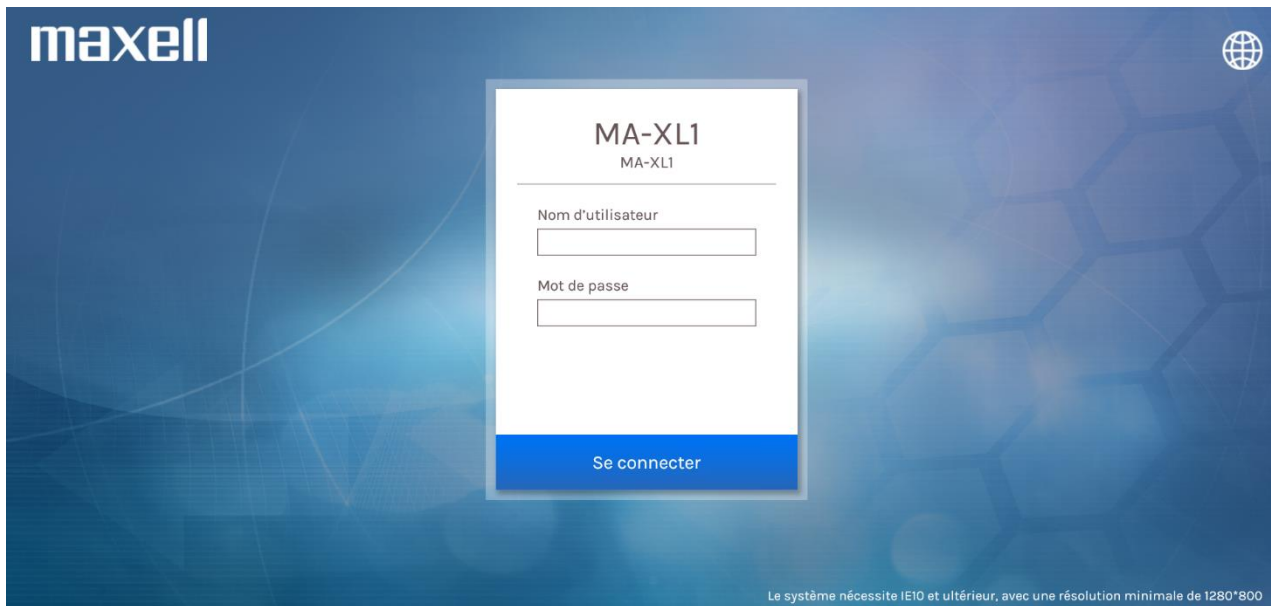 maxell
MA-XL1
MA-XL1
Nom d'utilisateur
Mot de passe
Se connecter
Le système nécessite IE10 et ultérieur, avec une résolution minimale de 1280*800